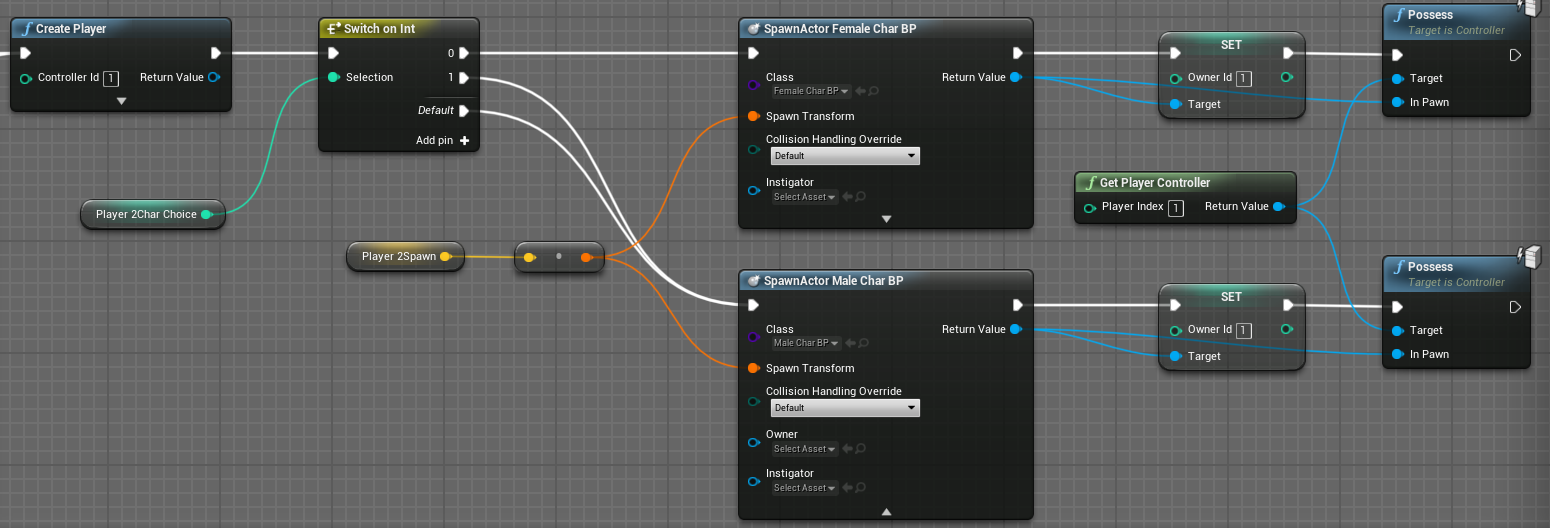 Create Player
Controller Id 1 Return Value
Switch on Int
0
Selection 1
Default
Add pin +
Player 2Char Choice
Player 2Spawn
SpawnActor Female Char BP
Class Return Value
Female Char BP
Spawn Transform
Collision Handling Override
Default
Instigator
Select Asset
SET
Owner Id 1
Target
Possess
Target is Controller
Target
In Pawn
Get Player Controller
Player Index 1 Return Value
SpawnActor Male Char BP
Class Return Value
Male Char BP
Spawn Transform
Collision Handling Override
Default
Owner
Select Asset
Instigator
Select Asset
SET
Owner Id 1
Target
Possess
Target is Controller
Target
In Pawn